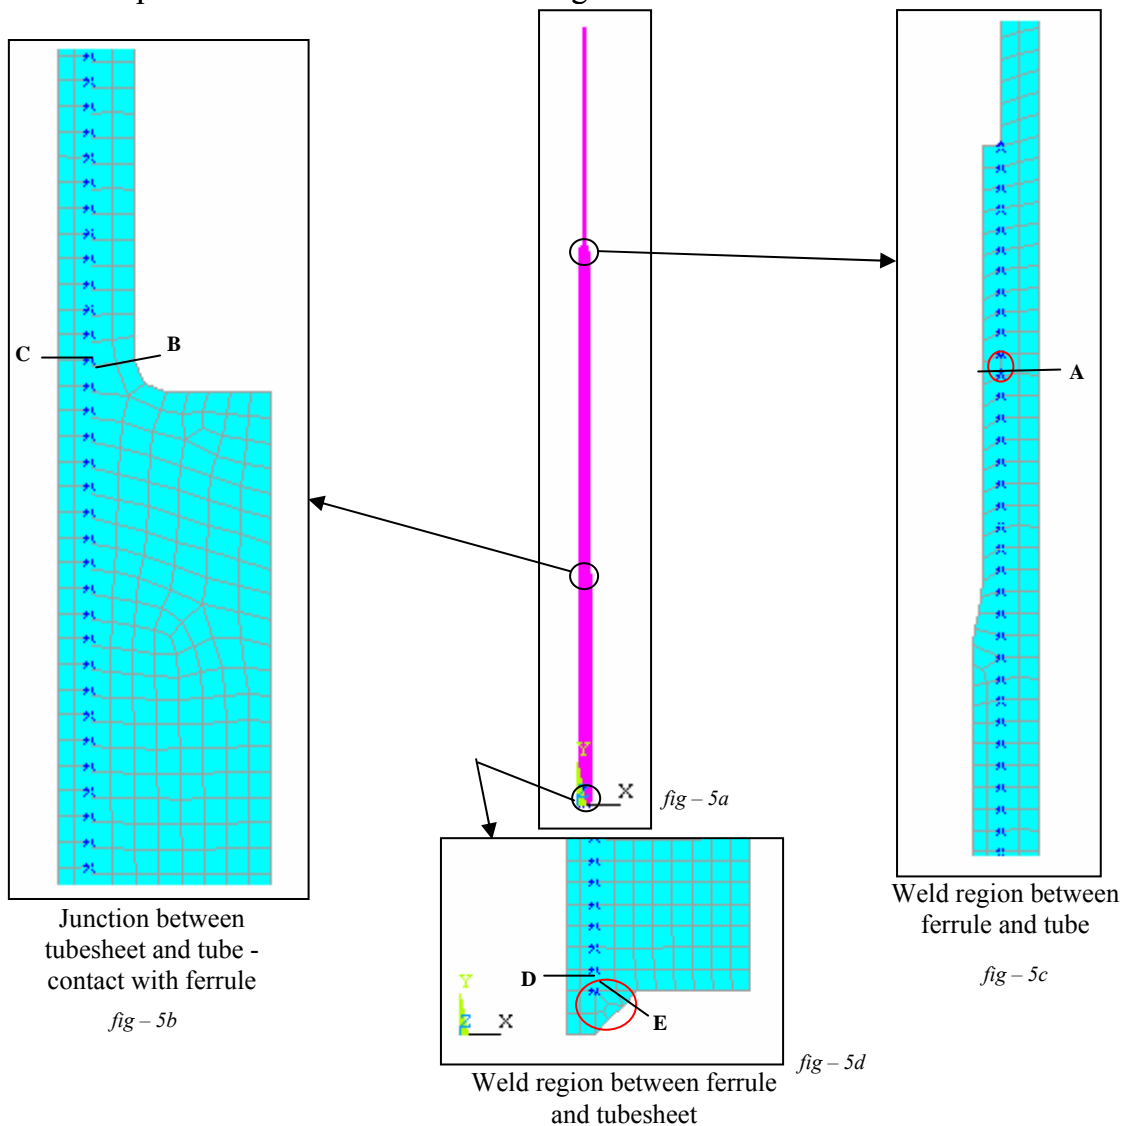 C
B
Junction between
tubesheet and tube -
contact with ferrule
fig – 5b
Y
X
fig – 5a
A
Weld region between
ferrule and tube
fig – 5c
D
E
Y
Z
X
fig – 5d
Weld region between ferrule
and tubesheet